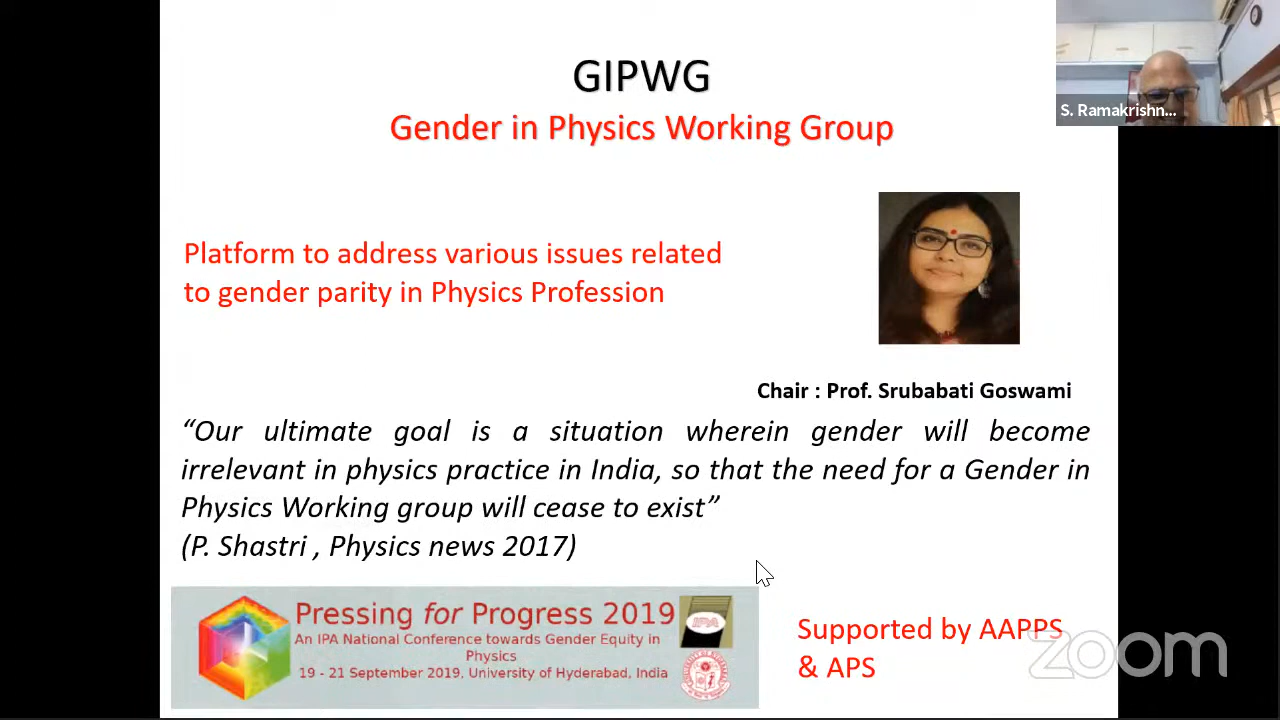 GIPWG
Gender in Physics Working Group
S. Ramakrishn...
Platform to address various issues related
to gender parity in Physics Profession
Chair : Prof. Srubabati Goswami
“Our ultimate goal is a situation wherein gender will become
irrelevant in physics practice in India, so that the need for a Gender in
Physics Working group will cease to exist”
(P. Shastri , Physics news 2017)
Pressing for Progress 2019
An IPA National Conference towards Gender Equity in
Physics
19 - 21 September 2019, University of Hyderabad, India
IPA
Supported by AAPPS
& APS
zoom